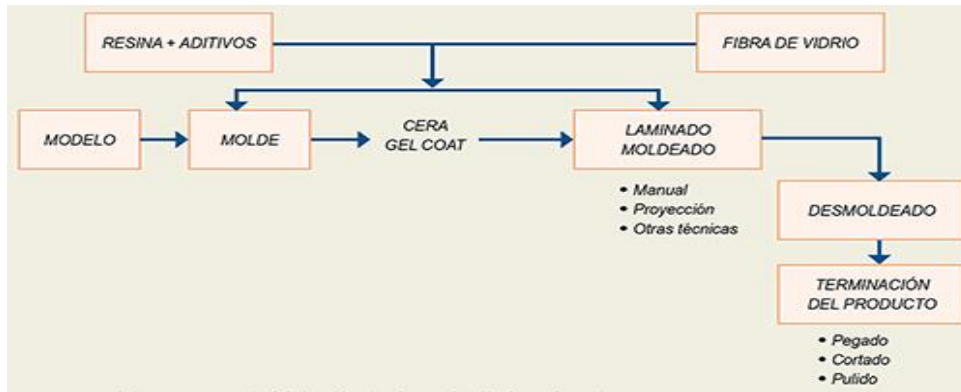 RESINA + ADITIVOS
FIBRA DE VIDRIO
MODELO
MOLDE
CERA
GEL COAT
LAMINADO
MOLDEADO
• Manual
• Proyección
• Otras técnicas
DESMOLDEADO
TERMINACIÓN
DEL PRODUCTO
• Pegado
• Cortado
• Pulido